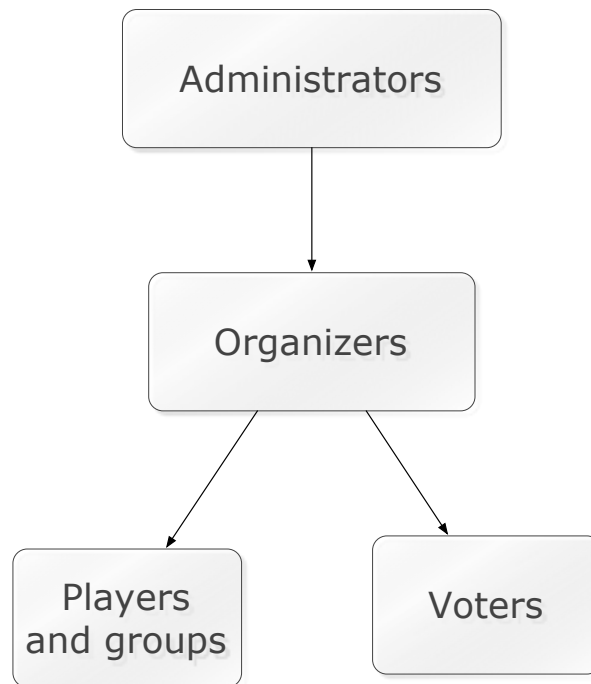 Administrators
Organizers
Players
and groups
Voters